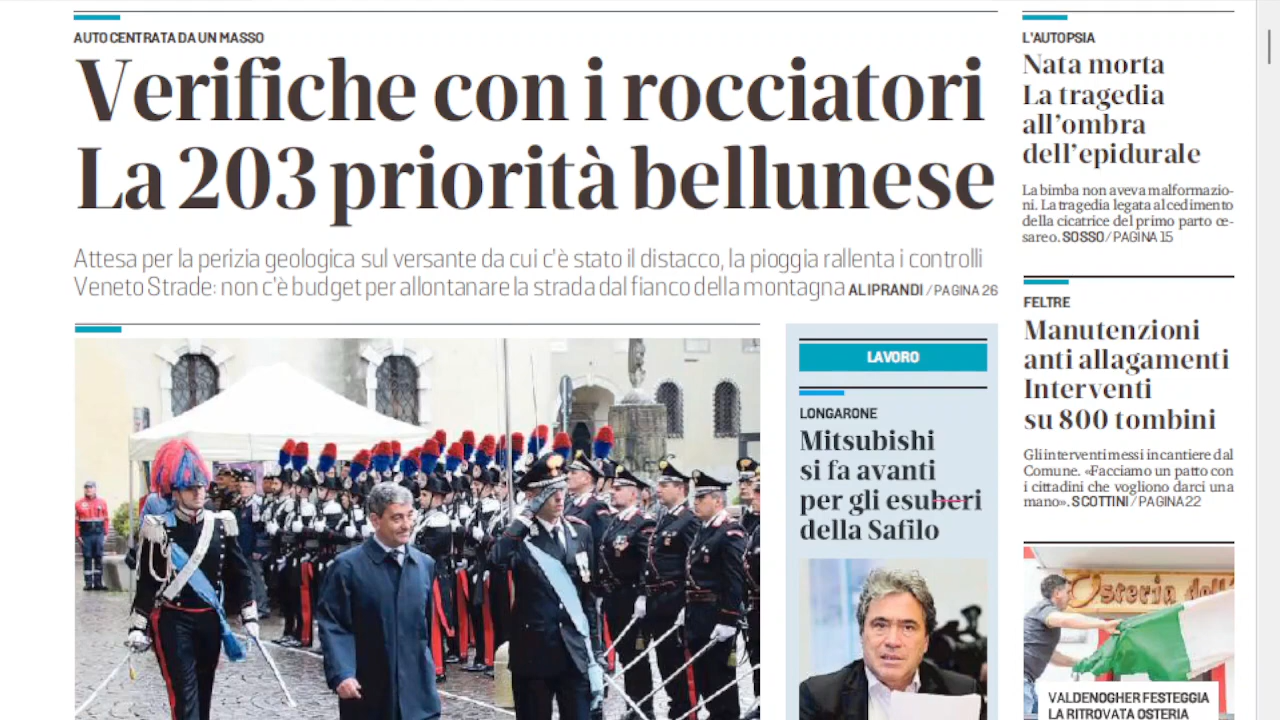 AUTO CENTRATA DA UN MASSO
Verifiche con i rocciatori
La 203 priorità bellunese
Attesa per la perizia geologica sul versante da cui c'è stato il distacco, la pioggia rallenta i controlli
Veneto Strade: non c'è budget per allontanare la strada dal fianco della montagna ALIPRANDI / PAGINA 26
LAVORO
LONGARONE
Mitsubishi
si fa avanti
per gli esuberi
della Safilo
L'AUTOPSIA
Nata morta
La tragedia
all'ombra
dell'epidurale
La bimba non aveva malformazio-
ni. La tragedia legata al cedimento
della cicatrice del primo parto ce-
sareo. SOSSO / PAGINA 15
FELTRE
Manutenzioni
anti allagamenti
Interventi
su 800 tombini
Gli interventi messi in cantiere dal
Comune. «Facciamo un patto con
i cittadini che vogliono darci una
mano». SCOTTINI / PAGINA 22
Osteria dell'
VALDENOGHER FESTEGGIA
LA RITROVATA OSTERIA